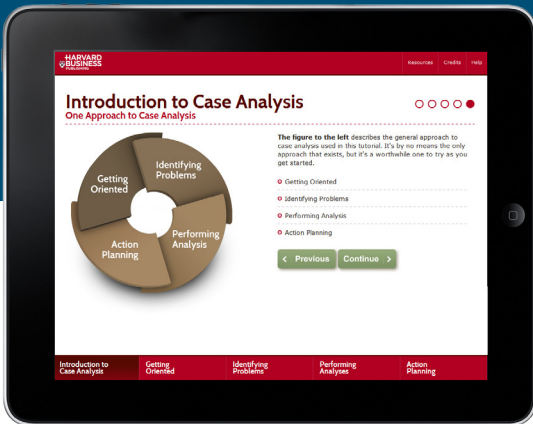 HARVARD
BUSINESS
PUBLISHING
Resources
Credits
Help
Introduction to Case Analysis
One Approach to Case Analysis
Getting
Oriented
Identifying
Problems
Performing
Analysis
Action
Planning
The figure to the left describes the general approach to
case analysis used in this tutorial. It's by no means the only
approach that exists, but it's a worthwhile one to try as you
get started.
Getting Oriented
Identifying Problems
Performing Analysis
Action Planning
< Previous
Continue >
Introduction to
Case Analysis
Getting
Oriented
Identifying
Problems
Performing
Analyses
Action
Planning